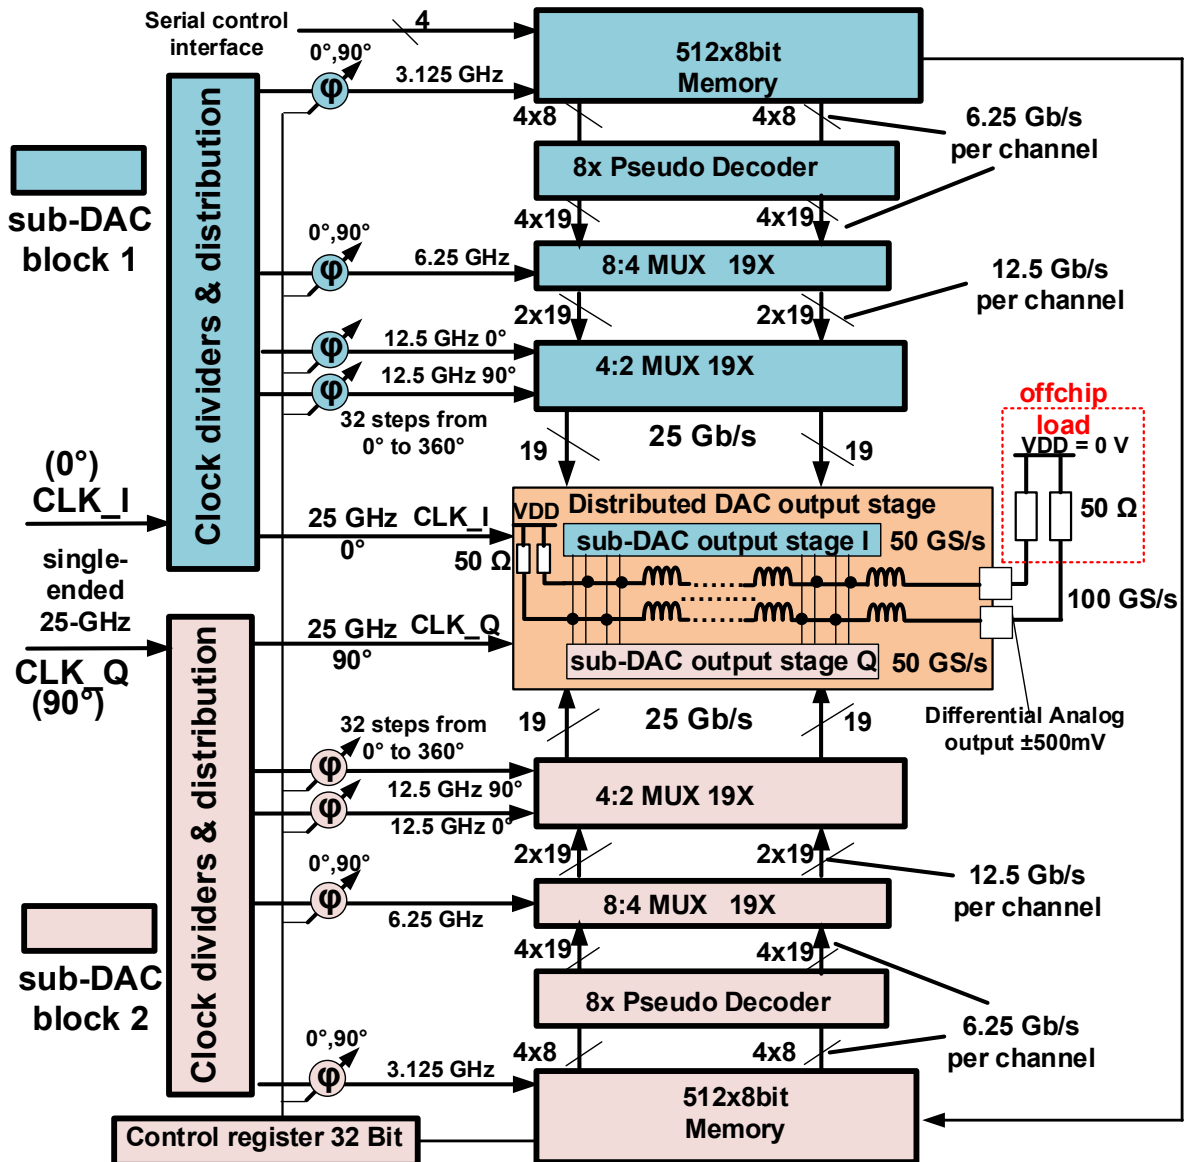 Serial control
interface
4
512x8bit
Memory
0°,90°
φ
3.125 GHz
4x8
4x8
6.25 Gb/s
per channel
8x Pseudo Decoder
sub-DAC
block 1
Clock dividers & distribution
4x19
4x19
0°,90°
φ
6.25 GHz
8:4 MUX 19X
12.5 Gb/s
per channel
2x19
2x19
φ
12.5 GHz 0°
φ
12.5 GHz 90°
4:2 MUX 19X
32 steps from
0° to 360°
19
25 Gb/s
19
offchip
load
VDD = 0 V
50 Ω
(0°)
CLK_I
single-
ended
25-GHz
CLK_Q
(90°)
25 GHz CLK_I
0°
Distributed DAC output stage
VDD
50 Ω
sub-DAC output stage I
50 GS/s
100 GS/s
25 GHz CLK_Q
90°
sub-DAC output stage Q
50 GS/s
Differential Analog
output ±500mV
19
25 Gb/s
19
32 steps from
0° to 360°
φ
12.5 GHz 90°
φ
12.5 GHz 0°
4:2 MUX 19X
Clock dividers & distribution
2x19
2x19
12.5 Gb/s
per channel
0°,90°
φ
6.25 GHz
8:4 MUX 19X
sub-DAC
block 2
4x19
4x19
8x Pseudo Decoder
6.25 Gb/s
per channel
0°,90°
φ
3.125 GHz
4x8
4x8
512x8bit
Memory
Control register 32 Bit